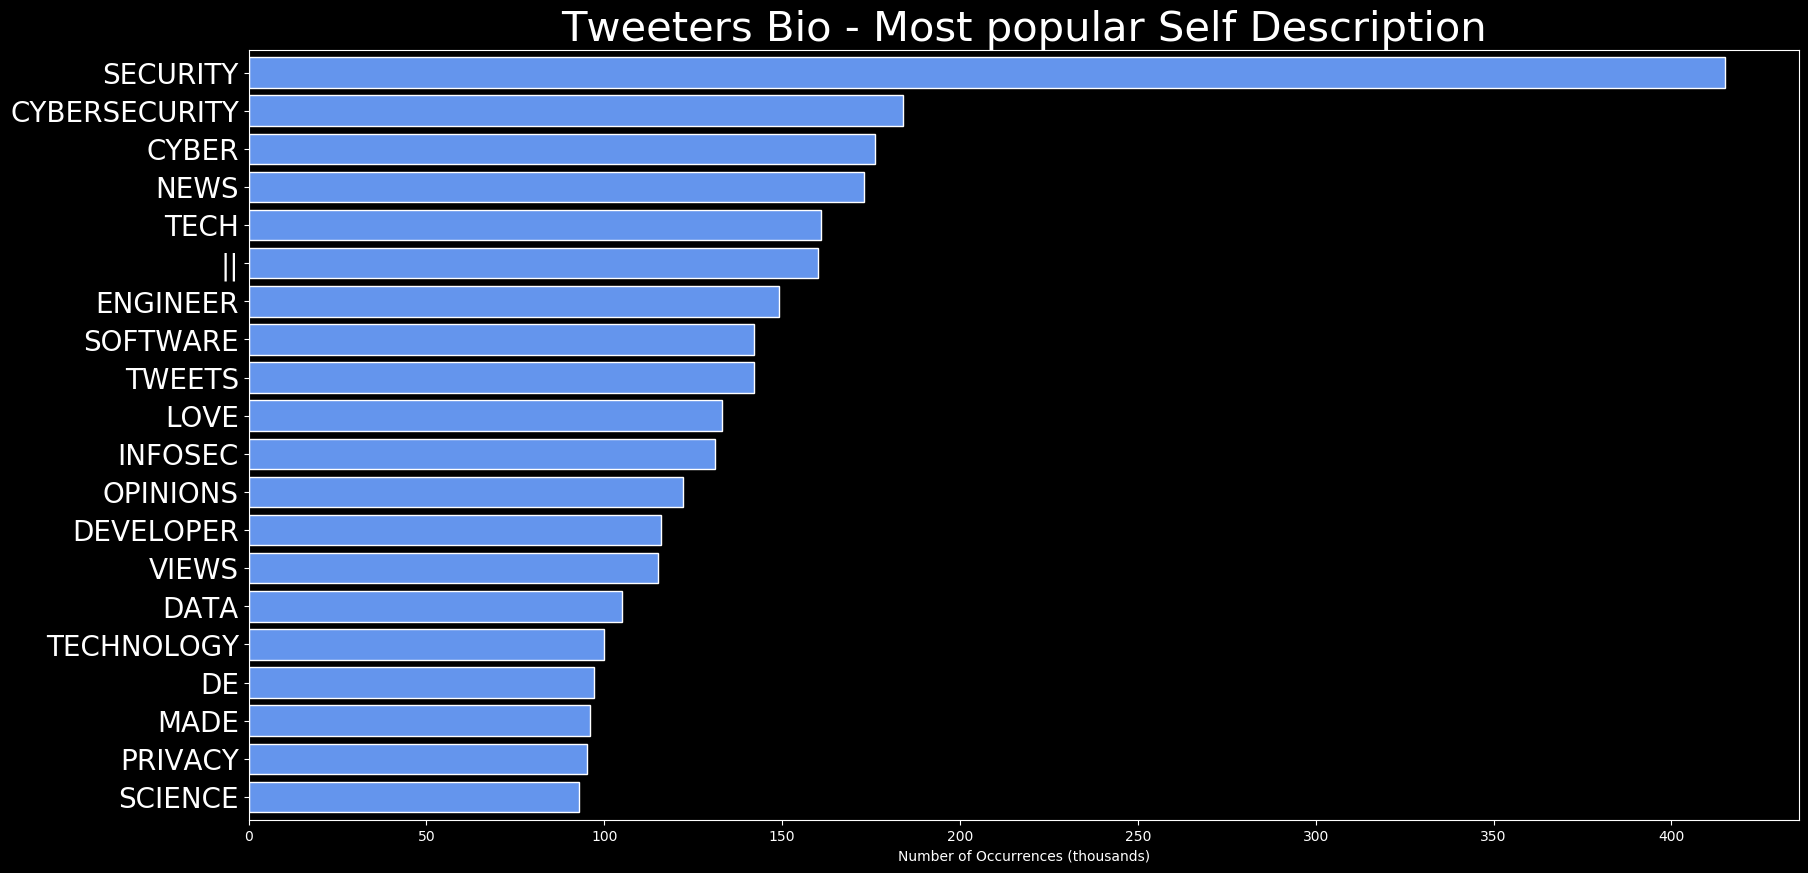 Tweeters Bio - Most popular Self Description
SECURITY
CYBERSECURITY
CYBER
NEWS
TECH
||
ENGINEER
SOFTWARE
TWEETS
LOVE
INFOSEC
OPINIONS
DEVELOPER
VIEWS
DATA
TECHNOLOGY
DE
MADE
PRIVACY
SCIENCE
0 50 100 150 200 250 300 350 400
Number of Occurrences (thousands)